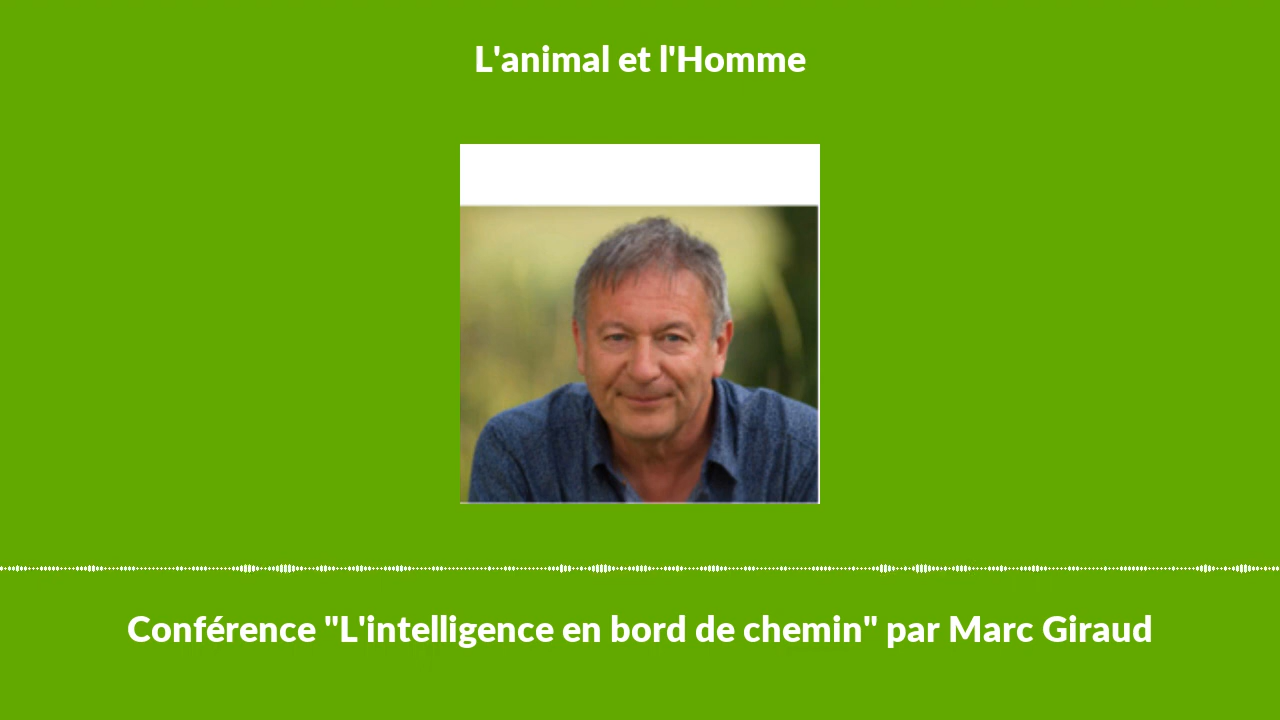 L'animal et l'Homme
Conférence "L'intelligence en bord de chemin" par Marc Giraud